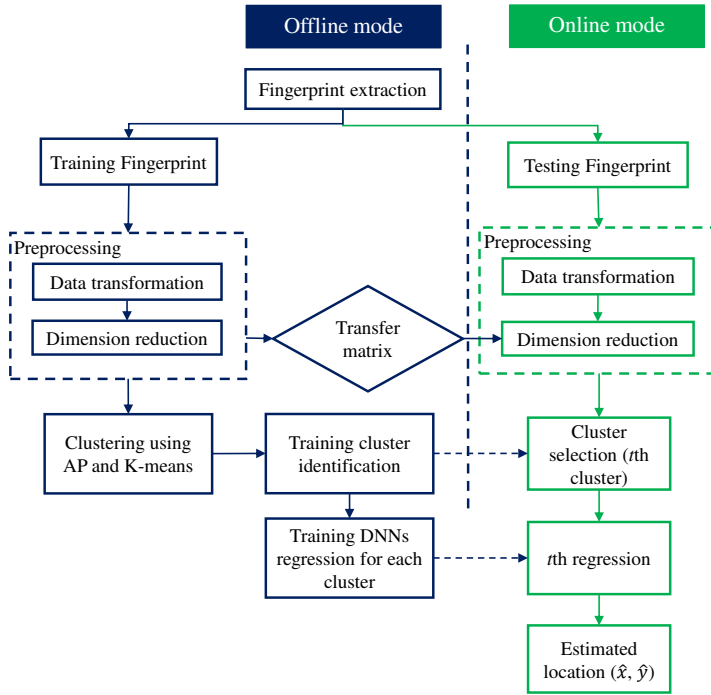 Offline mode
Online mode
Fingerprint extraction
Training Fingerprint
Testing Fingerprint
Preprocessing
Data transformation
Dimension reduction
Transfer
matrix
Preprocessing
Data transformation
Dimension reduction
Clustering using
AP and K-means
Training cluster
identification
Cluster
selection (tth
cluster)
Training DNNs
regression for each
cluster
tth regression
Estimated
location (x̂, ŷ)